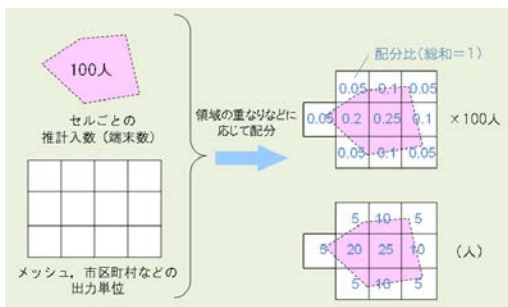 100人
セルごとの
推計入数（端末数）
メッシュ，市区町村などの
出力単位
領域の重なりなどに
応じて配分
配分比（総和＝1）
0.05 0.1 0.05
0.05 0.2 0.25 0.1
×100人
0.05 0.1 0.05
5 10 5
5 20 25 10
（人）
5 10 5